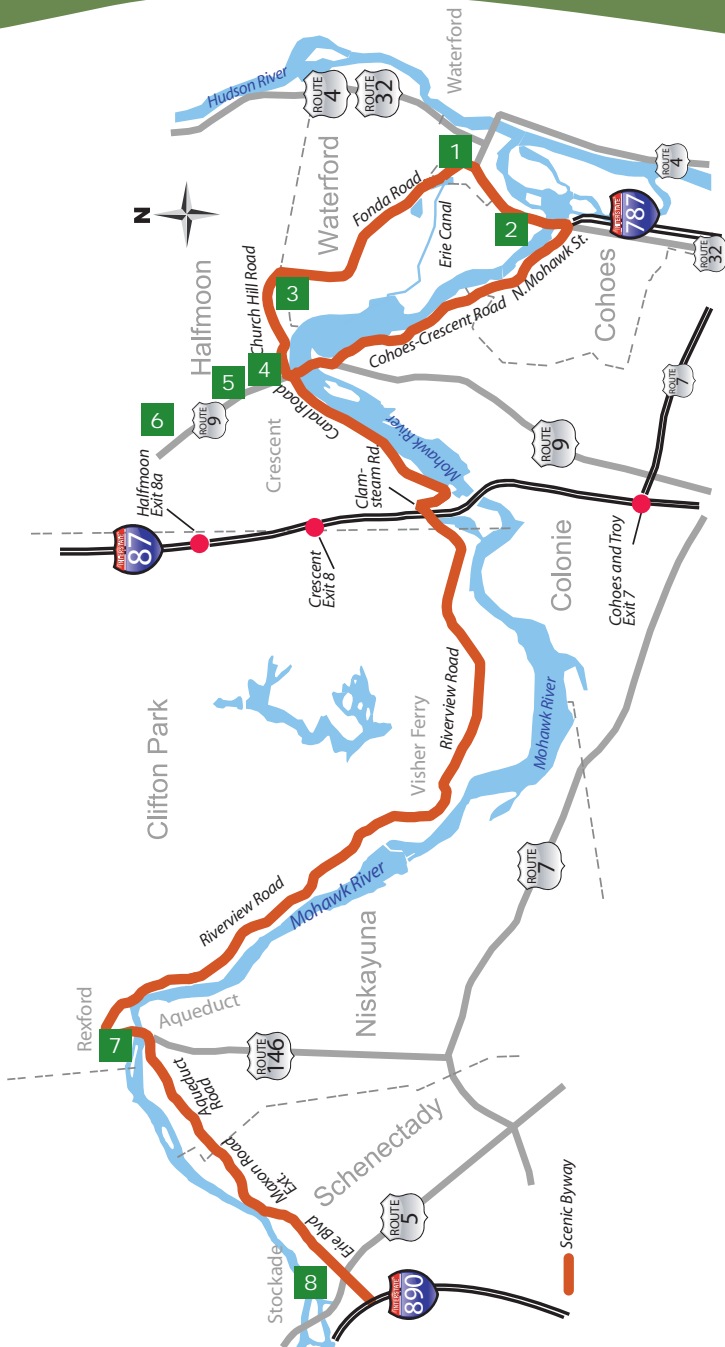 Hudson River
ROUTE
4
ROUTE
32
Waterford
N
Waterford
Halfmoon
Church Hill Road
Fonda Road
1
2
3
4
5
6
ROUTE
9
Erie Canal
INTERSTATE
787
ROUTE
4
ROUTE
32
N. Mohawk St.
Cohoes-Crescent Road
Cohoes
Canal Road
Crescent
Mohawk River
Clam-
steam Rd.
Halfmoon
Exit 8a
INTERSTATE
87
Crescent
Exit 8
ROUTE
9
ROUTE
7
Cohoes and Troy
Exit 7
Colonie
Clifton Park
Visher Ferry
Riverview Road
Mohawk River
ROUTE
7
Riverview Road
Mohawk River
Niskayuna
Rexford
7
Aqueduct
ROUTE
146
Aqueduct
Road
Maxon Road
Ext.
Schenectady
Erie Blvd
ROUTE
5
Stockade
8
INTERSTATE
890
Scenic Byway